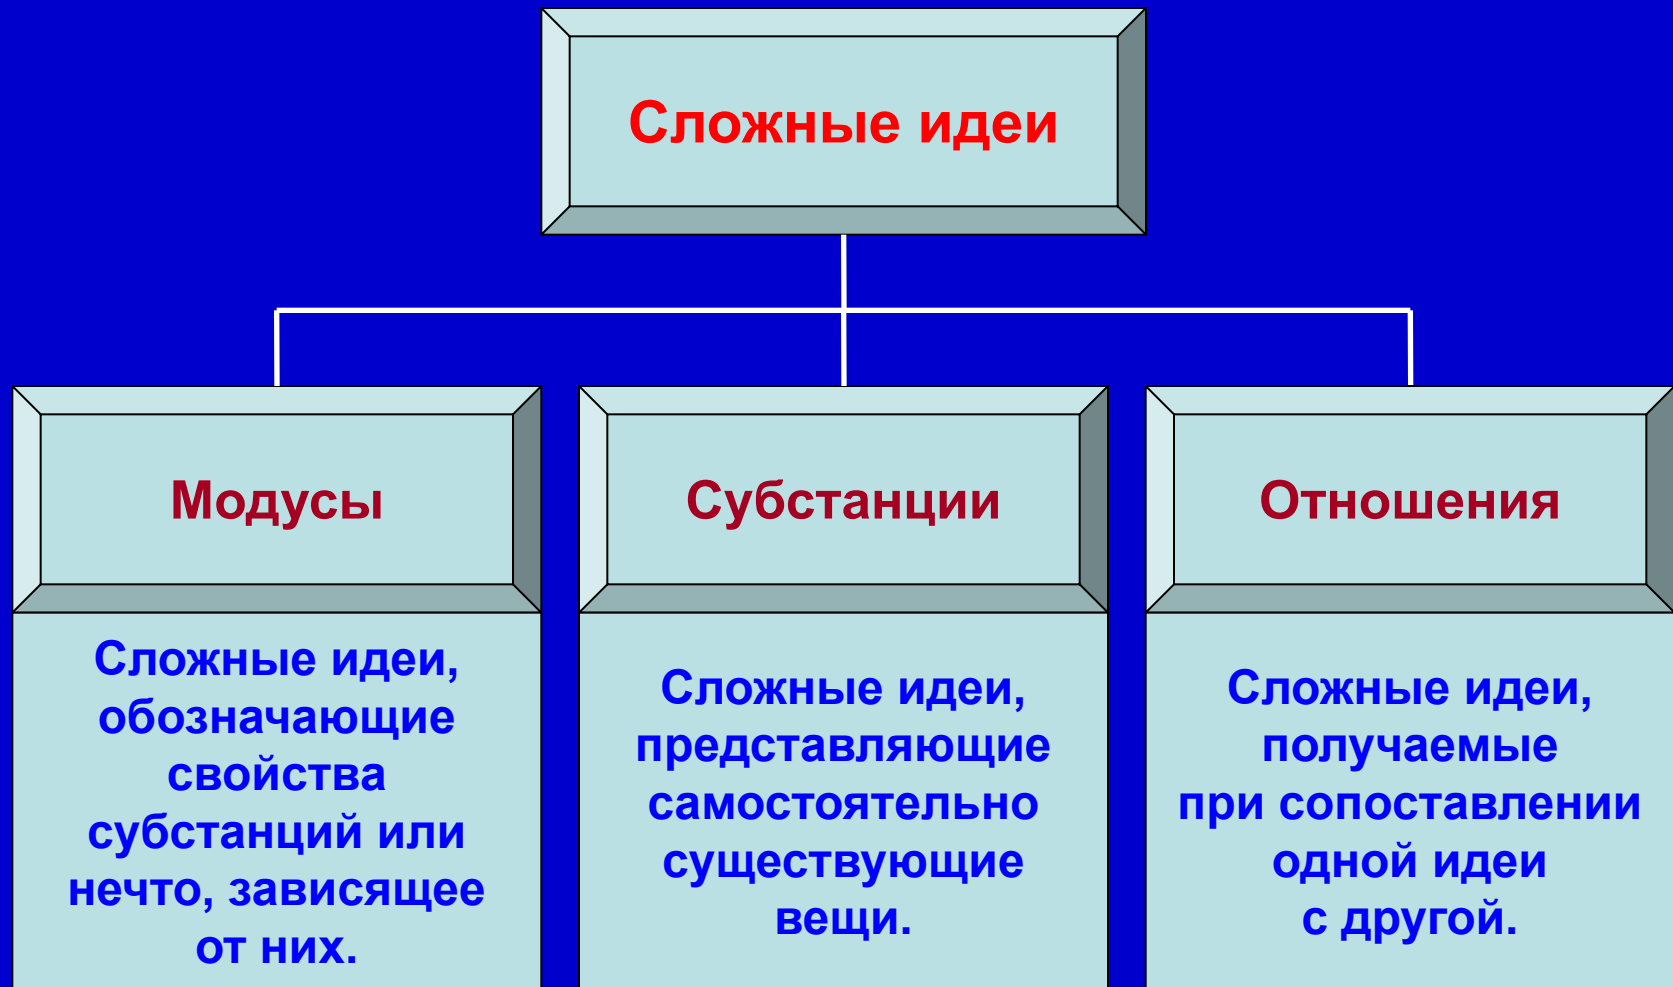 Сложные идеи
Модусы
Субстанции
Отношения
Сложные идеи,
обозначающие
свойства
субстанций или
нечто, зависящее
от них.
Сложные идеи,
представляющие
самостоятельно
существующие
вещи.
Сложные идеи,
получаемые
при сопоставлении
одной идеи
с другой.